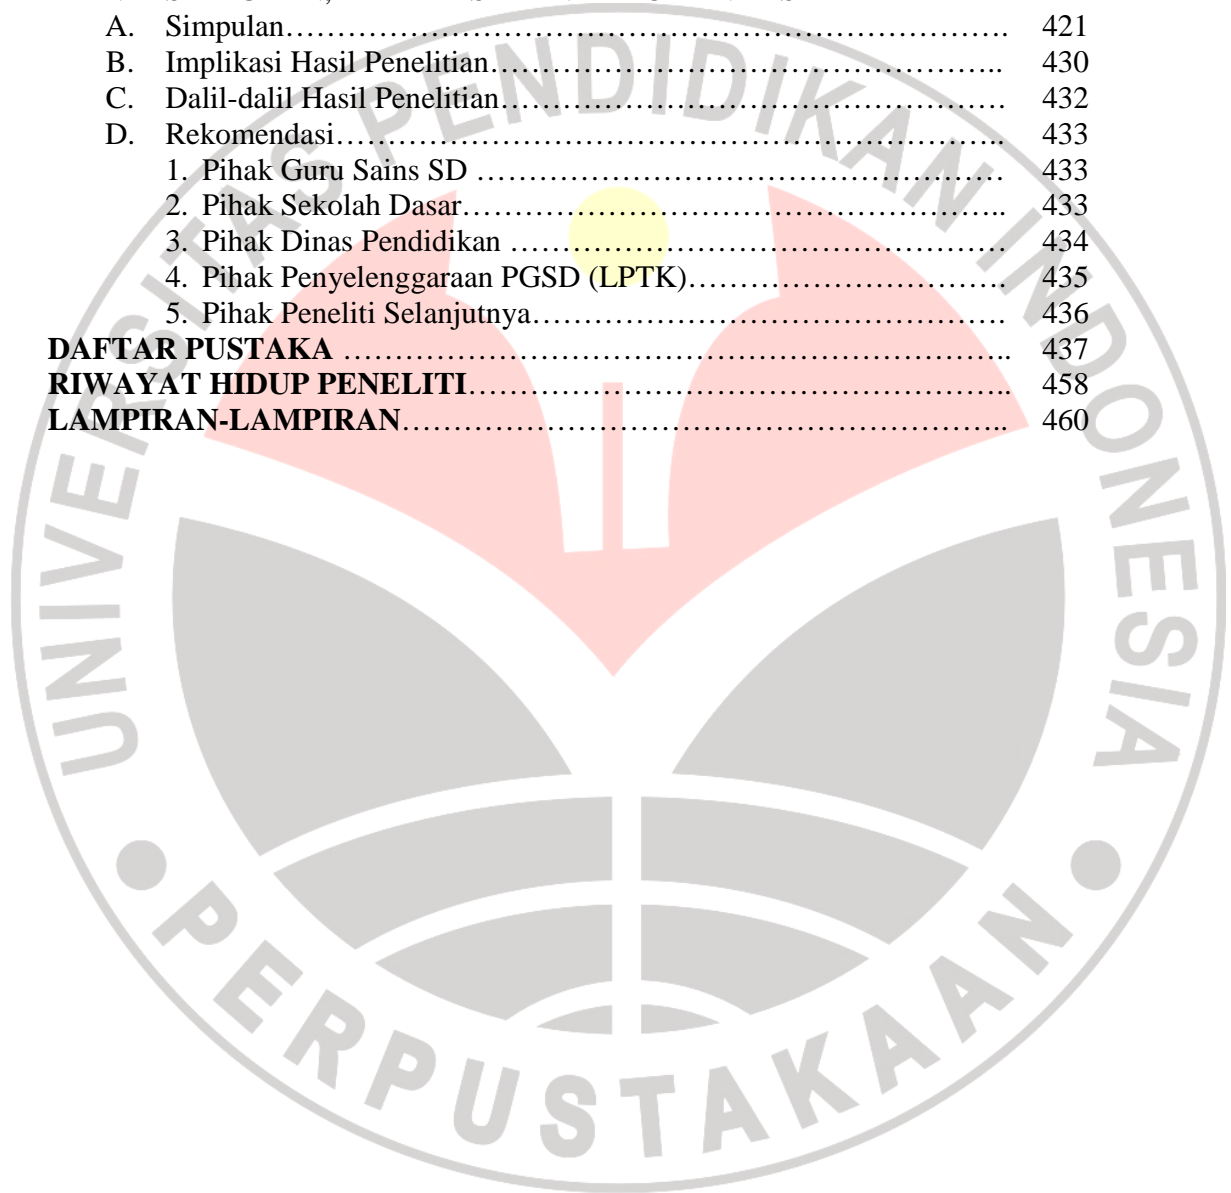 A. Simpulan……………………………………………………………………. 421
B. Implikasi Hasil Penelitian……………………………………………….. 430
C. Dalil-dalil Hasil Penelitian………………………………………………. 432
D. Rekomendasi……………………………………………………………….. 433
1. Pihak Guru Sains SD ………………………………………………… 433
2. Pihak Sekolah Dasar………………………………………………….. 433
3. Pihak Dinas Pendidikan ……………………………………………… 434
4. Pihak Penyelenggaraan PGSD (LPTK)…………………………….. 435
5. Pihak Peneliti Selanjutnya……………………………………………. 436
DAFTAR PUSTAKA ……………………………………………………………….. 437
RIWAYAT HIDUP PENELITI………………………………………………….. 458
LAMPIRAN-LAMPIRAN……………………………………………………….. 460
UNIVERSITAS PENDIDIKAN INDONESIA
PERPUSTAKAAN